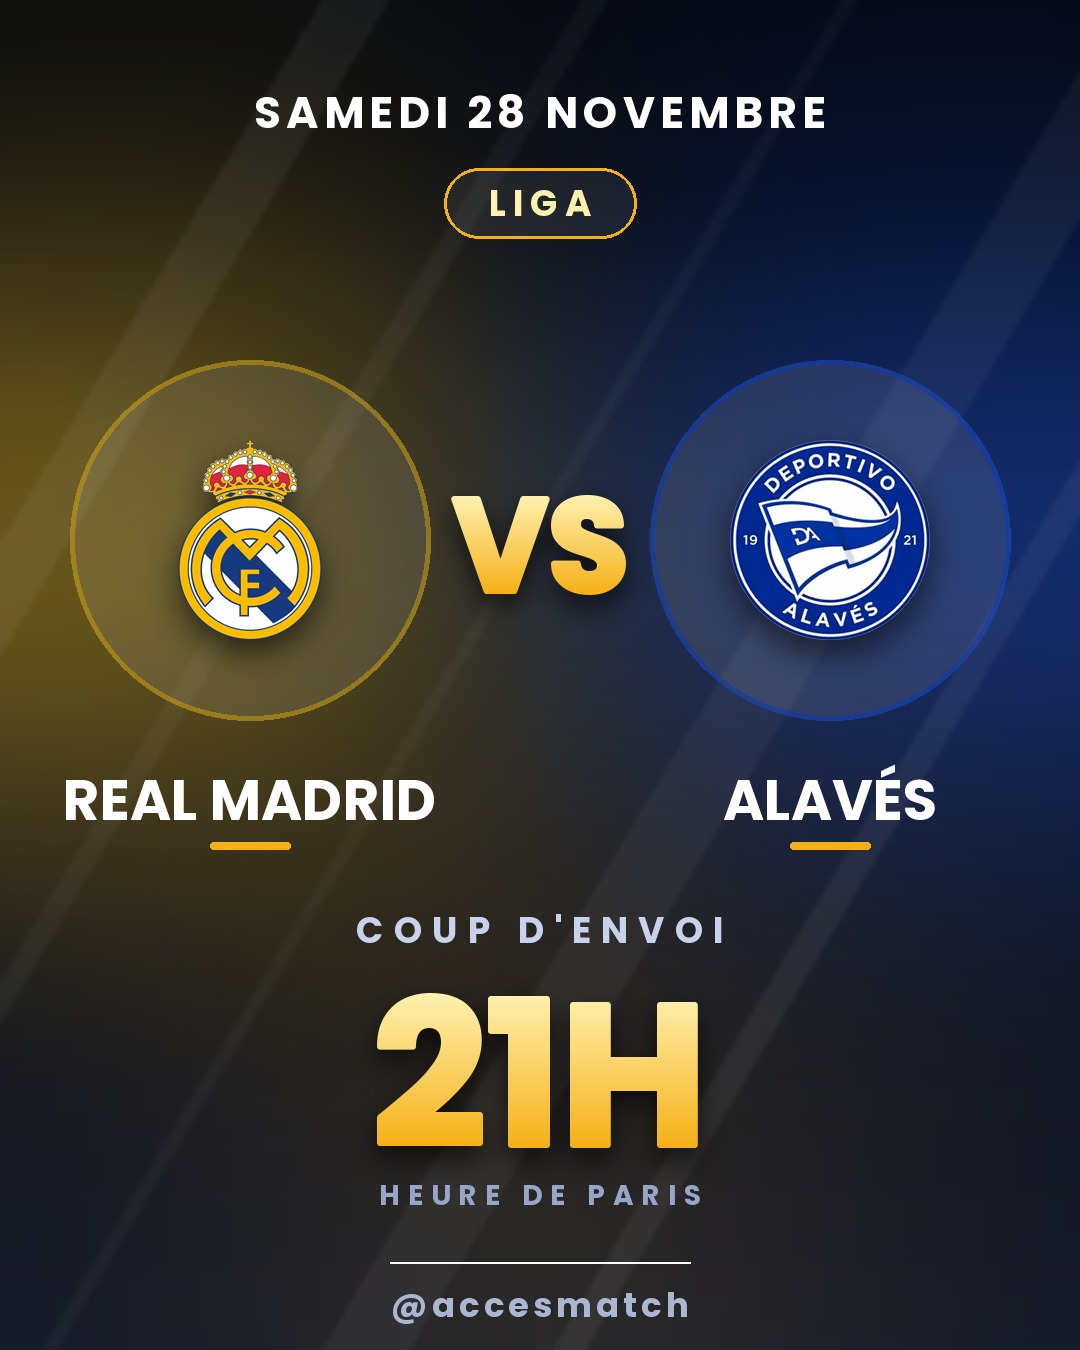 SAMEDI 28 NOVEMBRE
LIGA
VS
DEPORTIVO
19 21
DA
ALAVÉS
REAL MADRID
ALAVÉS
COUP D'ENVOI
21H
HEURE DE PARIS
@accesmatch